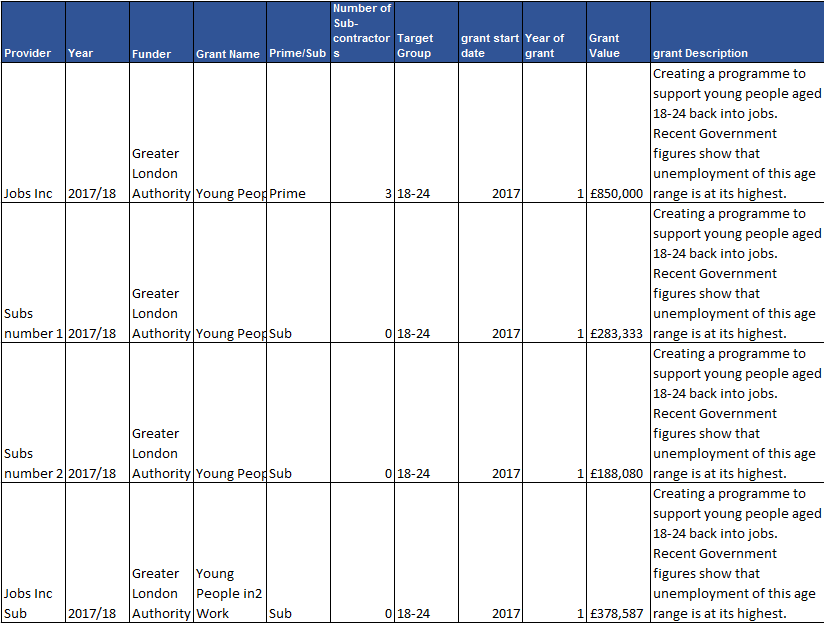 Provider
Year
Funder
Grant Name
Prime/Sub
Number of
Sub-
contractor
s
Target
Group
grant start
date
Year of
grant
Grant
Value
grant Description
Jobs Inc
2017/18
Greater
London
Authority
Young Peop
Prime
3
18-24
2017
1
£850,000
Creating a programme to
support young people aged
18-24 back into jobs.
Recent Government
figures show that
unemployment of this age
range is at its highest.
Subs
number 1
2017/18
Greater
London
Authority
Young Peop
Sub
0
18-24
2017
1
£283,333
Creating a programme to
support young people aged
18-24 back into jobs.
Recent Government
figures show that
unemployment of this age
range is at its highest.
Subs
number 2
2017/18
Greater
London
Authority
Young Peop
Sub
0
18-24
2017
1
£188,080
Creating a programme to
support young people aged
18-24 back into jobs.
Recent Government
figures show that
unemployment of this age
range is at its highest.
Jobs Inc
Sub
2017/18
Greater
London
Authority
Young
People in2
Work
Sub
0
18-24
2017
1
£378,587
Creating a programme to
support young people aged
18-24 back into jobs.
Recent Government
figures show that
unemployment of this age
range is at its highest.